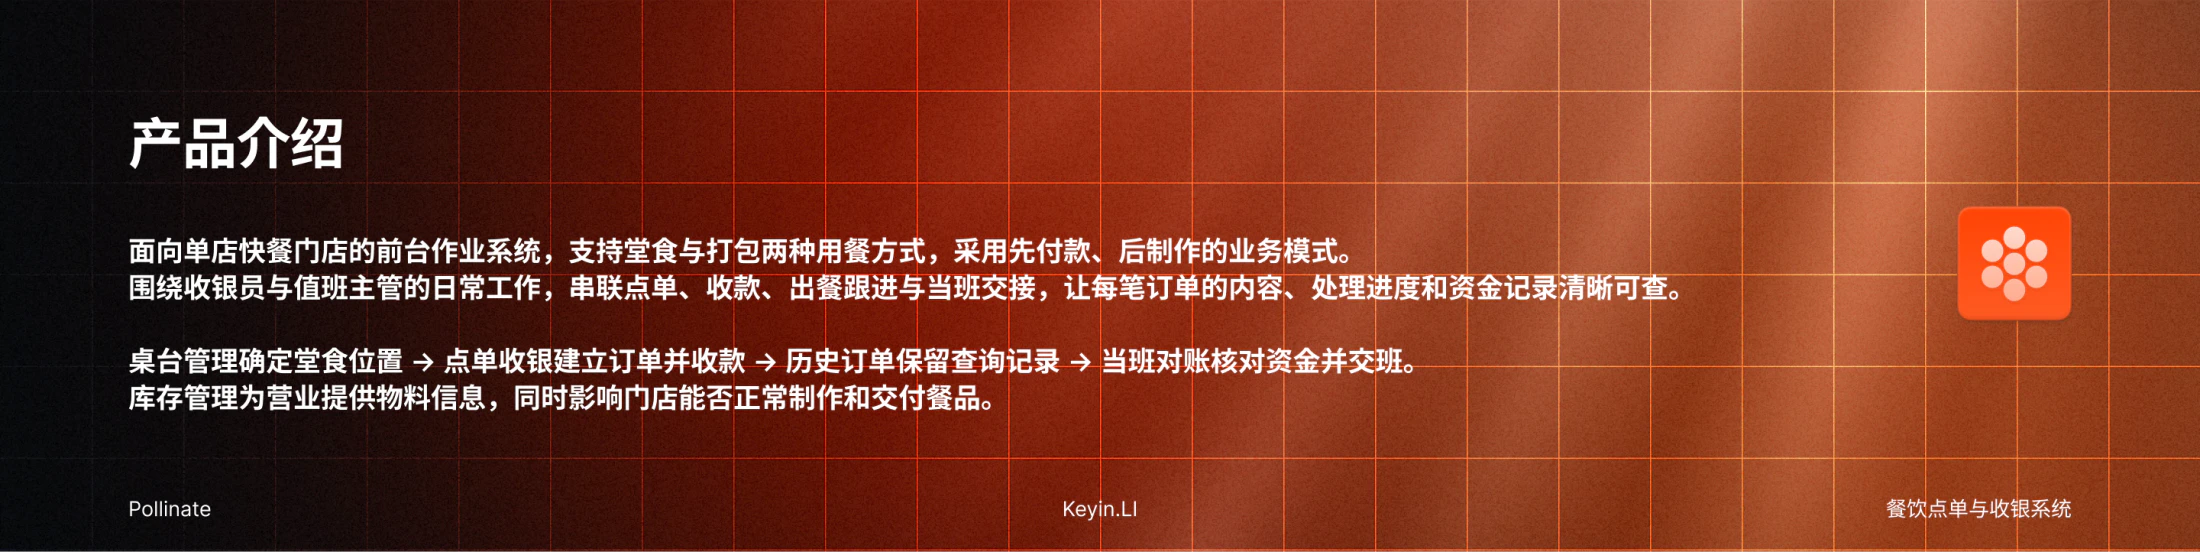 产品介绍
面向单店快餐门店的前台作业系统，支持堂食与打包两种用餐方式，采用先付款、后制作的业务模式。
围绕收银员与值班主管的日常工作，串联点单、收款、出餐跟进与当班交接，让每笔订单的内容、处理进度和资金记录清晰可查。
桌台管理确定堂食位置 → 点单收银建立订单并收款 → 历史订单保留查询记录 → 当班对账核对资金并交班。
库存管理为营业提供物料信息，同时影响门店能否正常制作和交付餐品。
Pollinate
Keyin.LI
餐饮点单与收银系统